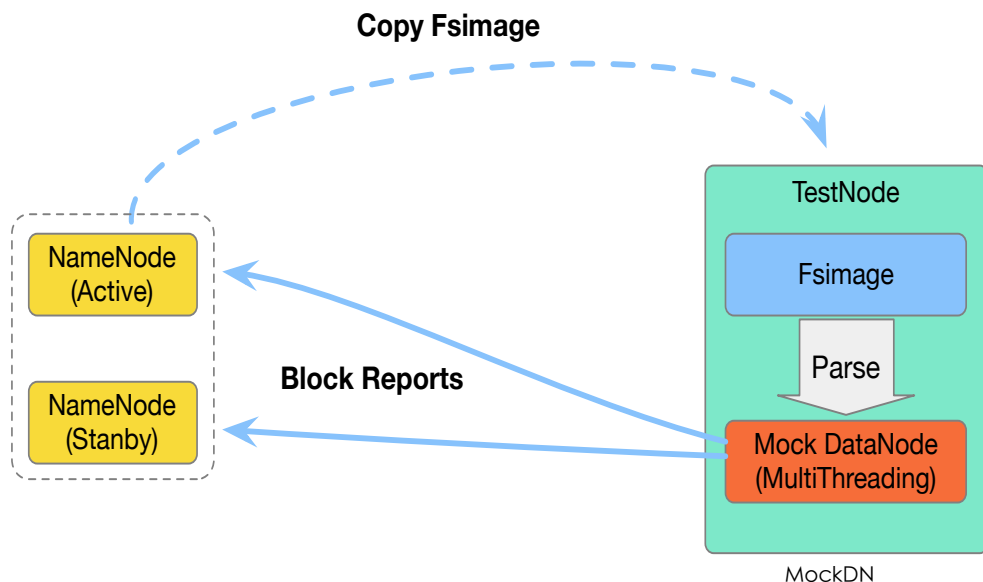 Copy Fsimage
TestNode
NameNode
(Active)
Fsimage
Parse
Block Reports
NameNode
(Stanby)
Mock DataNode
(MultiThreading)
MockDN